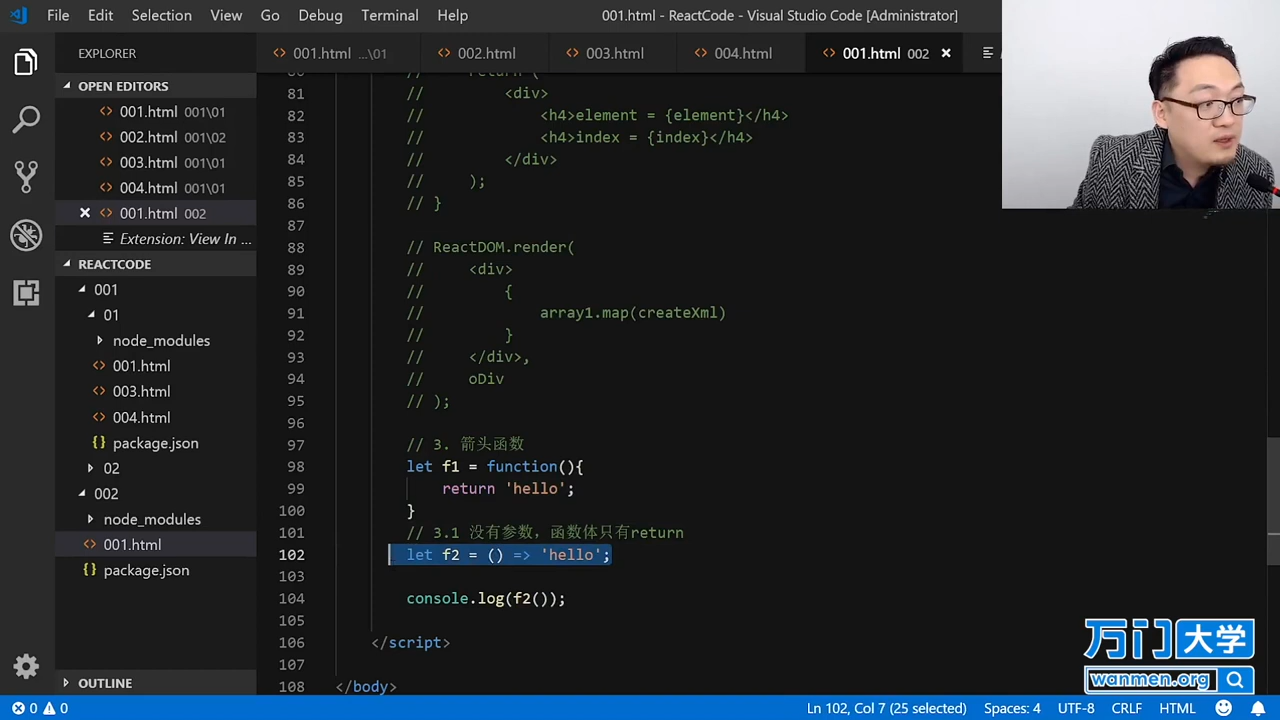 File Edit Selection View Go Debug Terminal Help
001.html - ReactCode - Visual Studio Code [Administrator]
EXPLORER
001.html ...\01
002.html
003.html
004.html
001.html 002
OPEN EDITORS
001.html 001\01
002.html 001\02
003.html 001\01
004.html 001\01
001.html 002
Extension: View In ...
REACTCODE
001
01
node_modules
001.html
003.html
004.html
package.json
02
002
node_modules
001.html
package.json
OUTLINE
81 // <div>
82 // <h4>element = {element}</h4>
83 // <h4>index = {index}</h4>
84 // </div>
85 // );
86 // }
87
88 // ReactDOM.render(
89 // <div>
90 // {
91 // array1.map(createXml)
92 // }
93 // </div>,
94 // oDiv
95 // );
96
97 // 3. 箭头函数
98 let f1 = function(){
99 return 'hello';
100 }
101 // 3.1 没有参数，函数体只有return
102 let f2 = () => 'hello';
103
104 console.log(f2());
105
106 </script>
107
108 </body>
万门大学
wanmen.org
0 0
Ln 102, Col 7 (25 selected) Spaces: 4 UTF-8 CRLF HTML